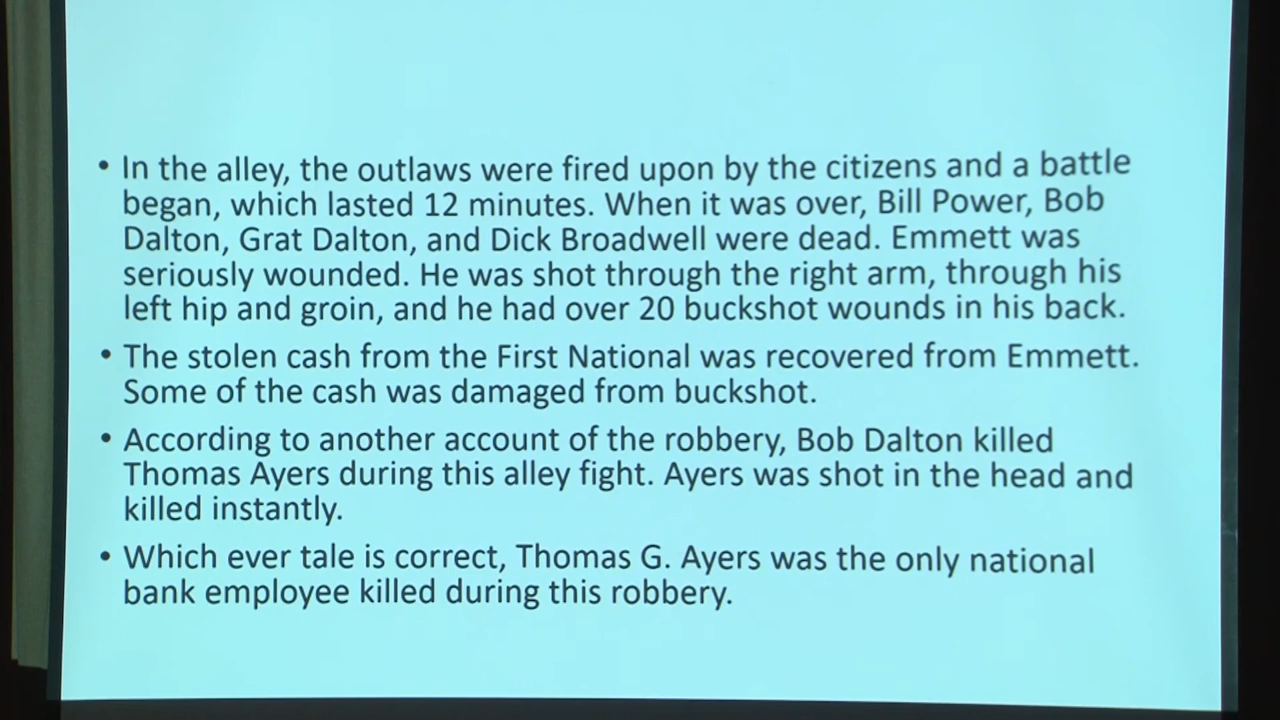 • In the alley, the outlaws were fired upon by the citizens and a battle
began, which lasted 12 minutes. When it was over, Bill Power, Bob
Dalton, Grat Dalton, and Dick Broadwell were dead. Emmett was
seriously wounded. He was shot through the right arm, through his
left hip and groin, and he had over 20 buckshot wounds in his back.
• The stolen cash from the First National was recovered from Emmett.
Some of the cash was damaged from buckshot.
• According to another account of the robbery, Bob Dalton killed
Thomas Ayers during this alley fight. Ayers was shot in the head and
killed instantly.
• Which ever tale is correct, Thomas G. Ayers was the only national
bank employee killed during this robbery.